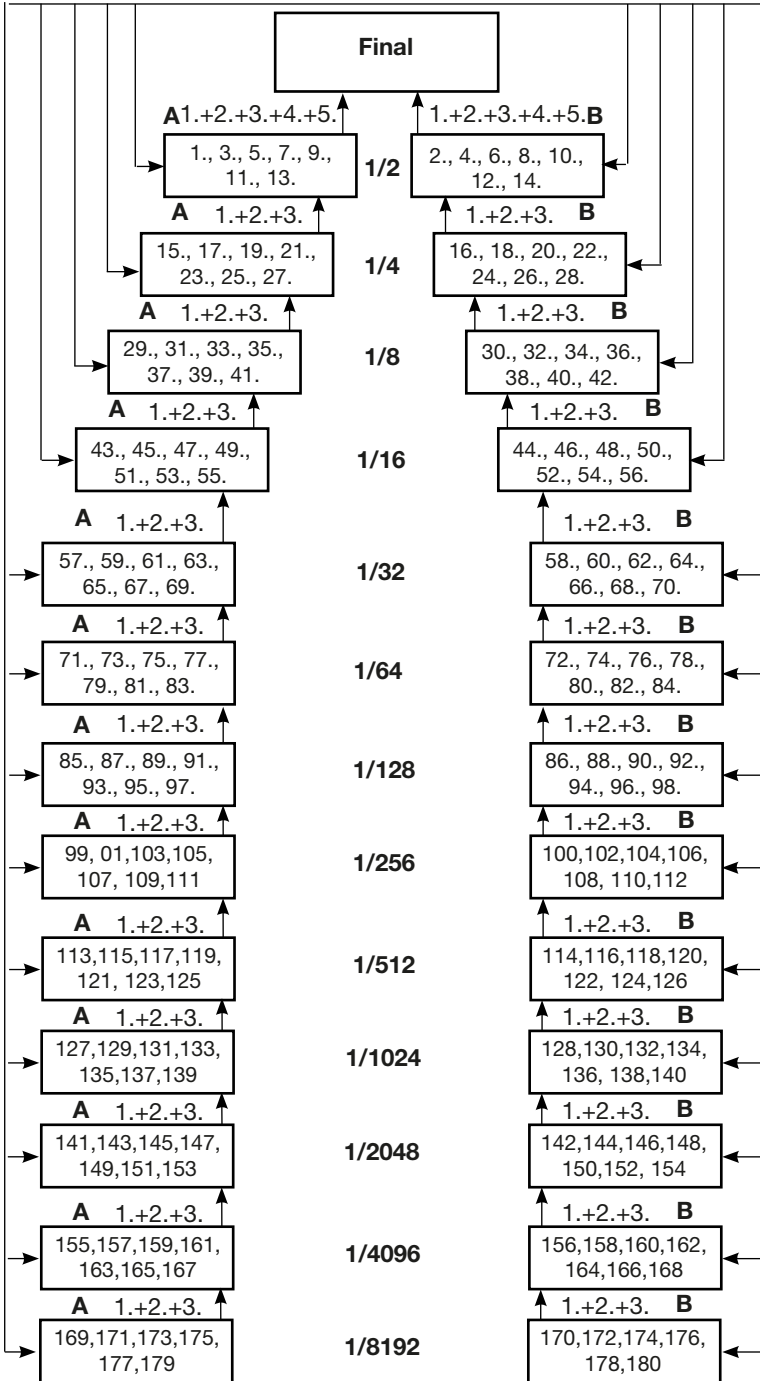 Final
A 1.+2.+3.+4.+5. 1.+2.+3.+4.+5. B
1., 3., 5., 7., 9., 1/2 2., 4., 6., 8., 10.,
11., 13. 12., 14.
A 1.+2.+3. 1.+2.+3. B
15., 17., 19., 21., 1/4 16., 18., 20., 22.,
23., 25., 27. 24., 26., 28.
A 1.+2.+3. 1.+2.+3. B
29., 31., 33., 35., 1/8 30., 32., 34., 36.,
37., 39., 41. 38., 40., 42.
A 1.+2.+3. 1.+2.+3. B
43., 45., 47., 49., 1/16 44., 46., 48., 50.,
51., 53., 55. 52., 54., 56.
A 1.+2.+3. 1.+2.+3. B
57., 59., 61., 63., 1/32 58., 60., 62., 64.,
65., 67., 69. 66., 68., 70.
A 1.+2.+3. 1.+2.+3. B
71., 73., 75., 77., 1/64 72., 74., 76., 78.,
79., 81., 83. 80., 82., 84.
A 1.+2.+3. 1.+2.+3. B
85., 87., 89., 91., 1/128 86., 88., 90., 92.,
93., 95., 97. 94., 96., 98.
A 1.+2.+3. 1.+2.+3. B
99, 01,103,105, 1/256 100,102,104,106,
107, 109,111 108, 110,112
A 1.+2.+3. 1.+2.+3. B
113,115,117,119, 1/512 114,116,118,120,
121, 123,125 122, 124,126
A 1.+2.+3. 1.+2.+3. B
127,129,131,133, 1/1024 128,130,132,134,
135,137,139 136, 138,140
A 1.+2.+3. 1.+2.+3. B
141,143,145,147, 1/2048 142,144,146,148,
149,151,153 150,152, 154
A 1.+2.+3. 1.+2.+3. B
155,157,159,161, 1/4096 156,158,160,162,
163,165,167 164,166,168
A 1.+2.+3. 1.+2.+3. B
169,171,173,175, 1/8192 170,172,174,176,
177,179 178,180